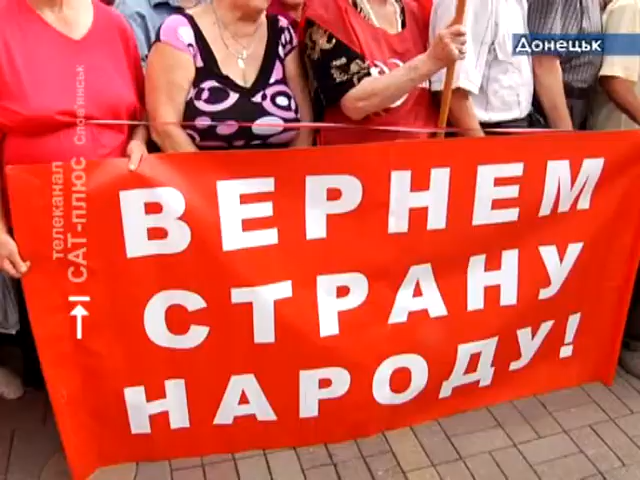 Донецьк
телеканал
САТ-плюс Слов'янськ
ВЕРНЕМ
СТРАНУ
НАРОДУ!